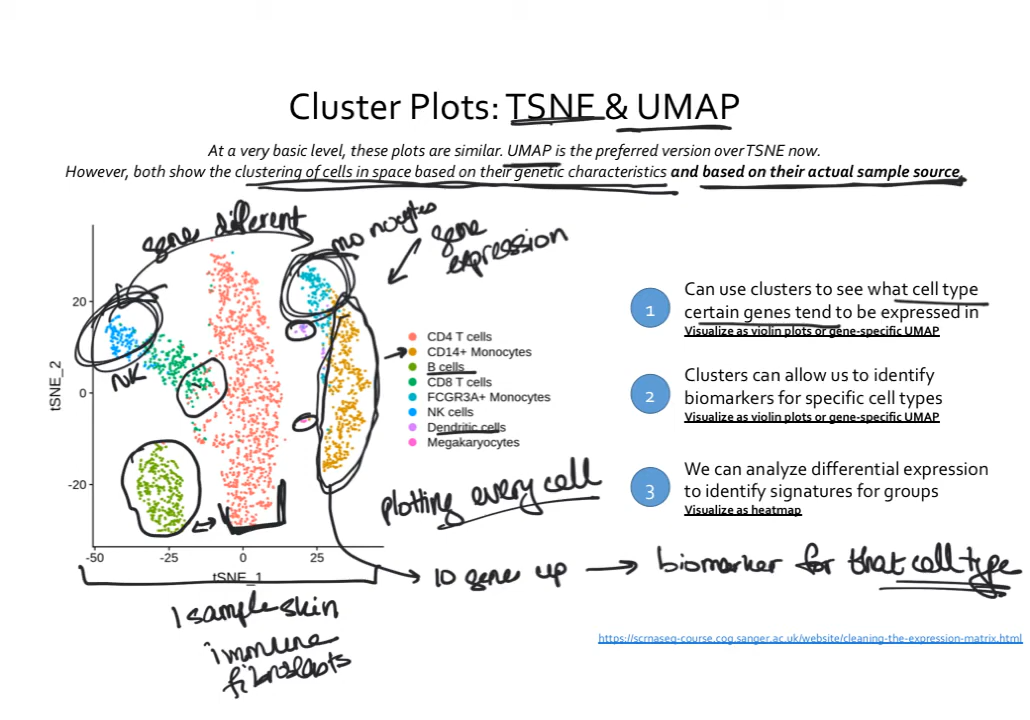 Cluster Plots: TSNE & UMAP
At a very basic level, these plots are similar. UMAP is the preferred version over TSNE now.
However, both show the clustering of cells in space based on their genetic characteristics and based on their actual sample source.
gene different
monocytes
gene
expression
NK
tSNE_2
20
0
-20
-50
-25
0
25
tSNE_1
CD4 T cells
CD14+ Monocytes
B cells
CD8 T cells
FCGR3A+ Monocytes
NK cells
Dendritic cells
Megakaryocytes
1
Can use clusters to see what cell type
certain genes tend to be expressed in
Visualize as violin plots or gene-specific UMAP
2
Clusters can allow us to identify
biomarkers for specific cell types
Visualize as violin plots or gene-specific UMAP
3
We can analyze differential expression
to identify signatures for groups
Visualize as heatmap
plotting every cell
10 gene up → biomarker for that cell type
1 sample skin
immune
fibroblasts
https://scrnaseq-course.cog.sanger.ac.uk/website/cleaning-the-expression-matrix.html